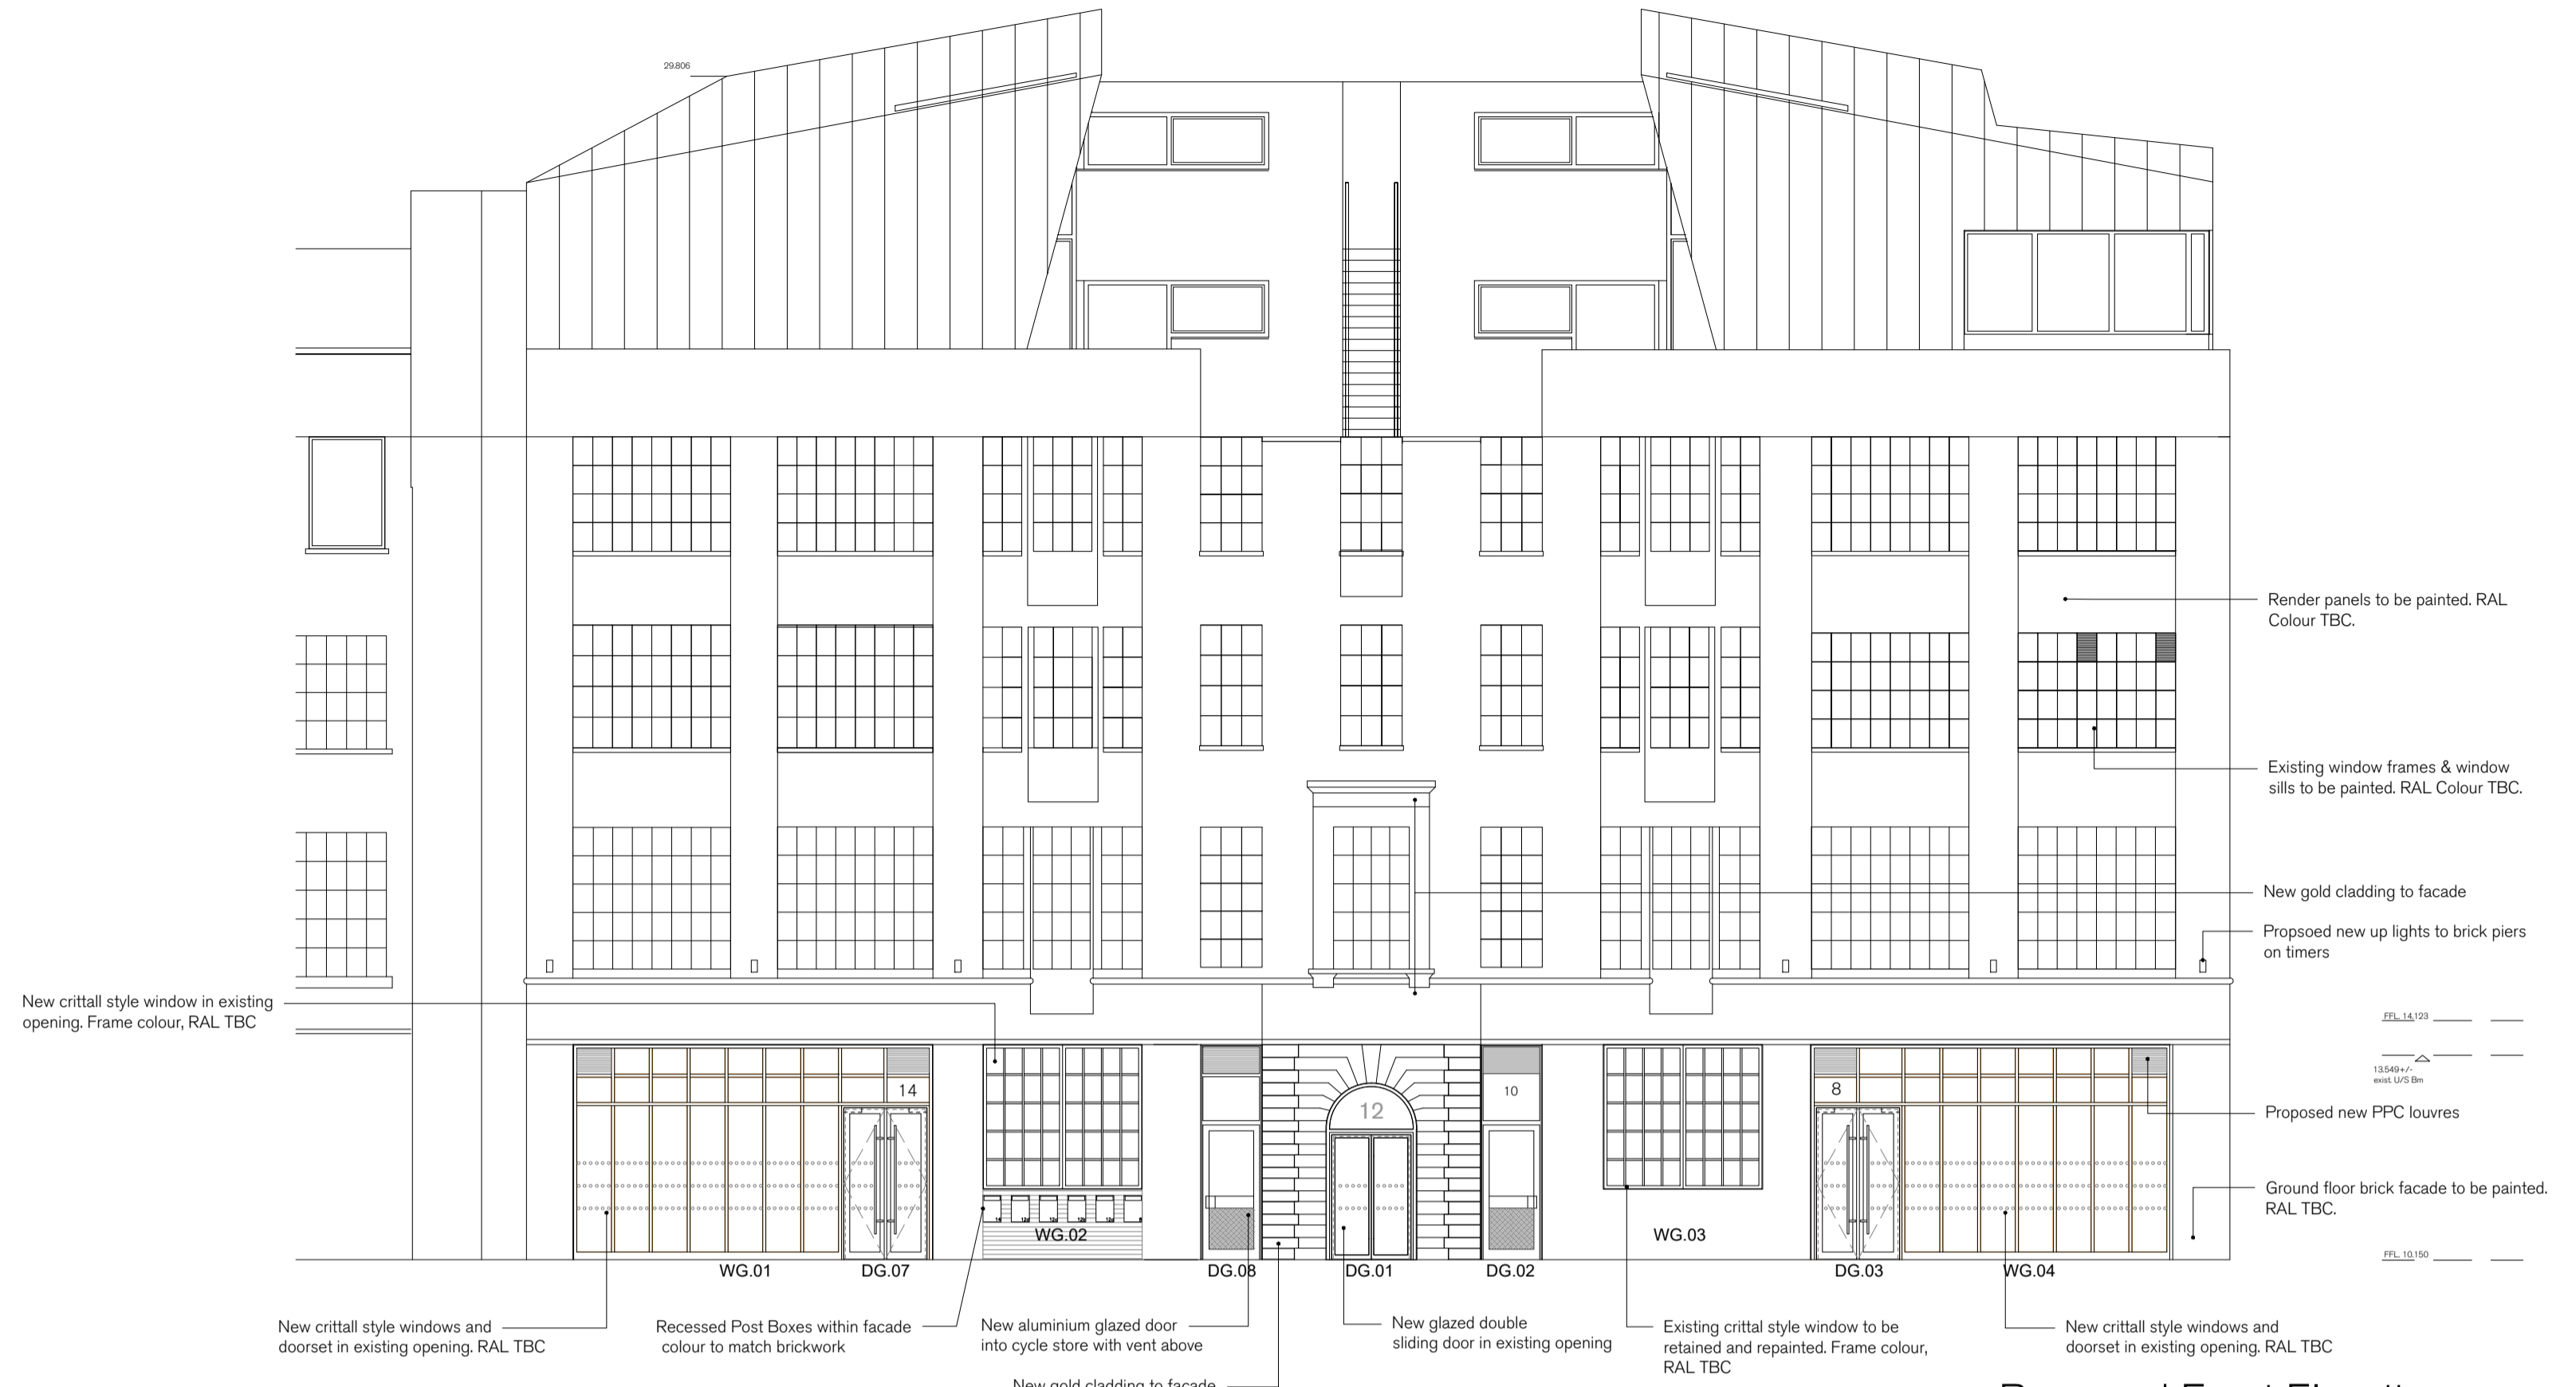 29.806
Render panels to be painted. RAL
Colour TBC.
Existing window frames & window
sills to be painted. RAL Colour TBC.
New gold cladding to facade
Propsoed new up lights to brick piers
on timers
New crittall style window in existing
opening. Frame colour, RAL TBC
FFL. 14.123
13.549+/-
exist. U/S Bm
14
12
10
8
Proposed new PPC louvres
Ground floor brick facade to be painted.
RAL TBC.
WG.02
WG.03
FFL. 10.150
WG.01
DG.07
DG.08
DG.01
DG.02
DG.03
WG.04
New crittall style windows and
doorset in existing opening. RAL TBC
Recessed Post Boxes within facade
colour to match brickwork
New aluminium glazed door
into cycle store with vent above
New glazed double
sliding door in existing opening
Existing crittal style window to be
retained and repainted. Frame colour,
RAL TBC
New crittall style windows and
doorset in existing opening. RAL TBC
New gold cladding to facade